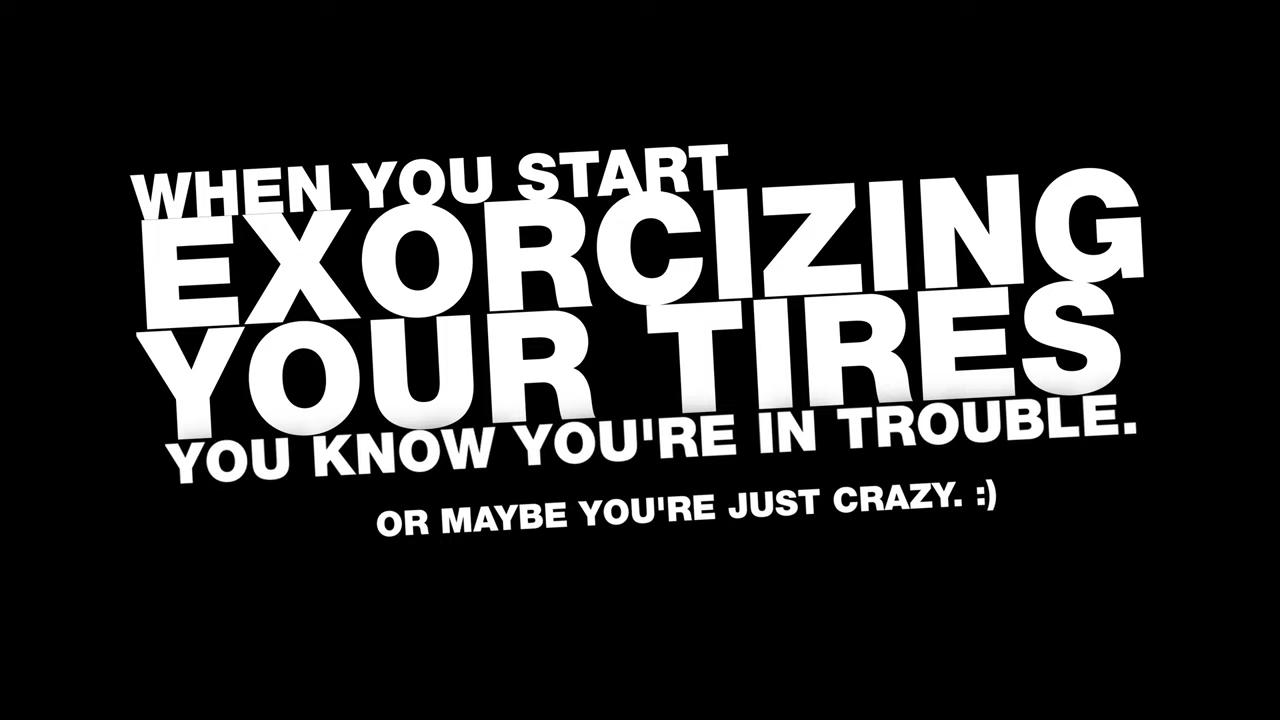 WHEN YOU START
EXORCIZING
YOUR TIRES
YOU KNOW YOU'RE IN TROUBLE.
OR MAYBE YOU'RE JUST CRAZY. :)